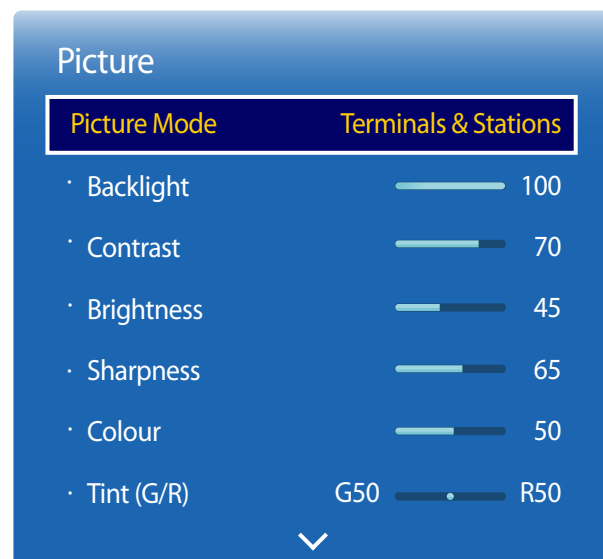 Picture
Picture Mode Terminals & Stations
· Backlight 100
· Contrast 70
· Brightness 45
· Sharpness 65
· Colour 50
· Tint (G/R) G50 R50